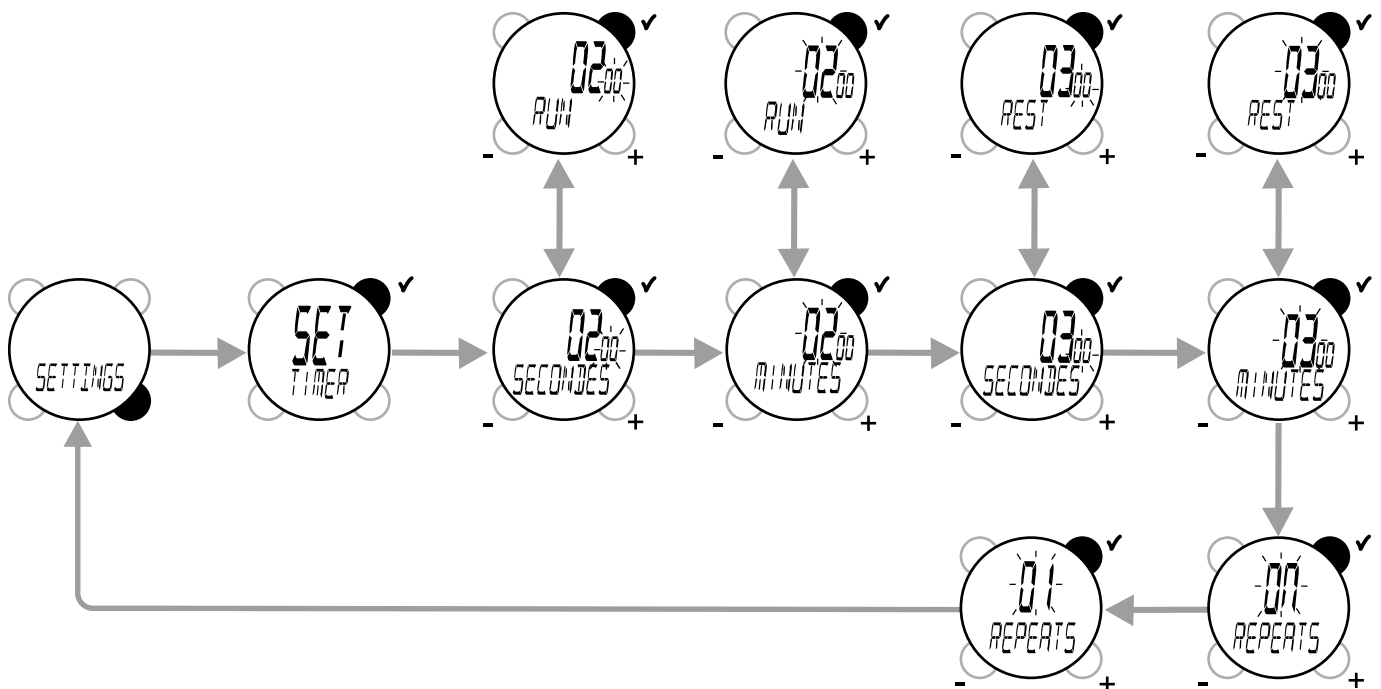 ✓
02 00
RUN
- +
✓
02 00
RUN
- +
✓
03 00
REST
- +
✓
03 00
REST
- +
SETTINGS
✓
SET
TIMER
✓
02 00
SECONDES
- +
✓
02 00
MINUTES
- +
✓
03 00
SECONDES
- +
✓
03 00
MINUTES
- +
✓
01
REPEATS
- +
✓
ON
REPEATS
- +